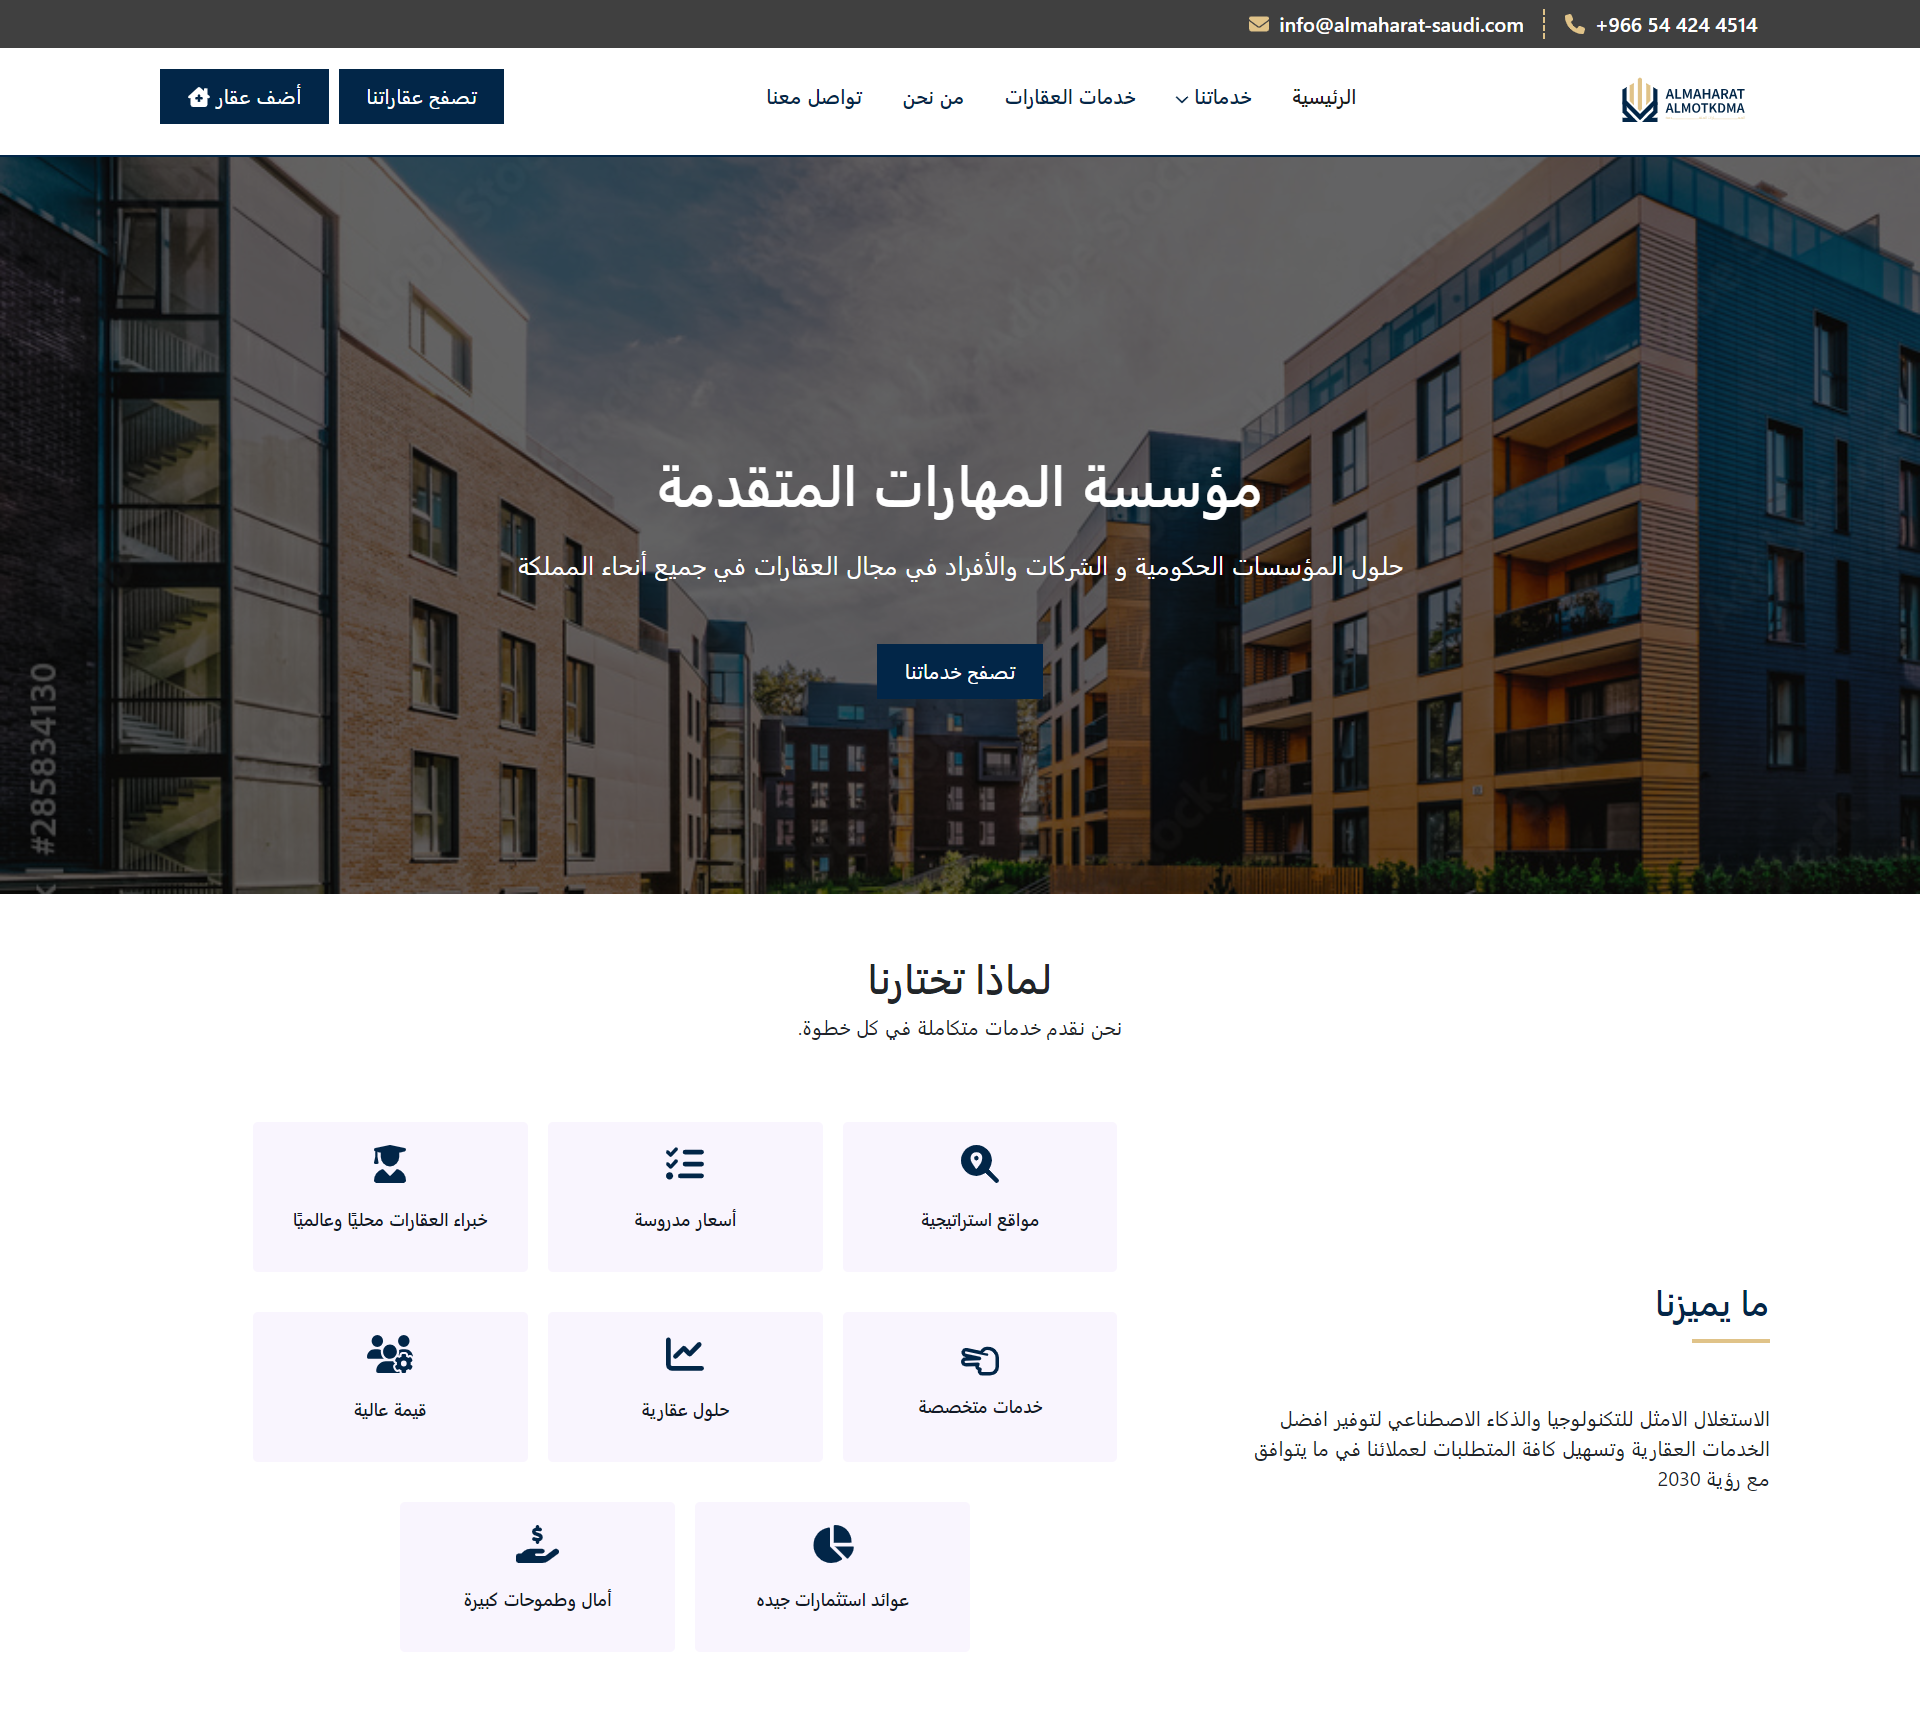 +966 54 424 4514
info@almaharat-saudi.com
ALMAHARAT
ALMOTKDMA
الرئيسية
خدماتنا
خدمات العقارات
من نحن
تواصل معنا
تصفح عقاراتنا
أضف عقار
مؤسسة المهارات المتقدمة
حلول المؤسسات الحكومية و الشركات والأفراد في مجال العقارات في جميع أنحاء المملكة
تصفح خدماتنا
#285834130
لماذا تختارنا
نحن نقدم خدمات متكاملة في كل خطوة.
ما يميزنا
الاستغلال الامثل للتكنولوجيا والذكاء الاصطناعي لتوفير افضل
الخدمات العقارية وتسهيل كافة المتطلبات لعملائنا في ما يتوافق
مع رؤية 2030
مواقع استراتيجية
أسعار مدروسة
خبراء العقارات محليًا وعالميًا
خدمات متخصصة
حلول عقارية
قيمة عالية
عوائد استثمارات جيده
أمال وطموحات كبيرة